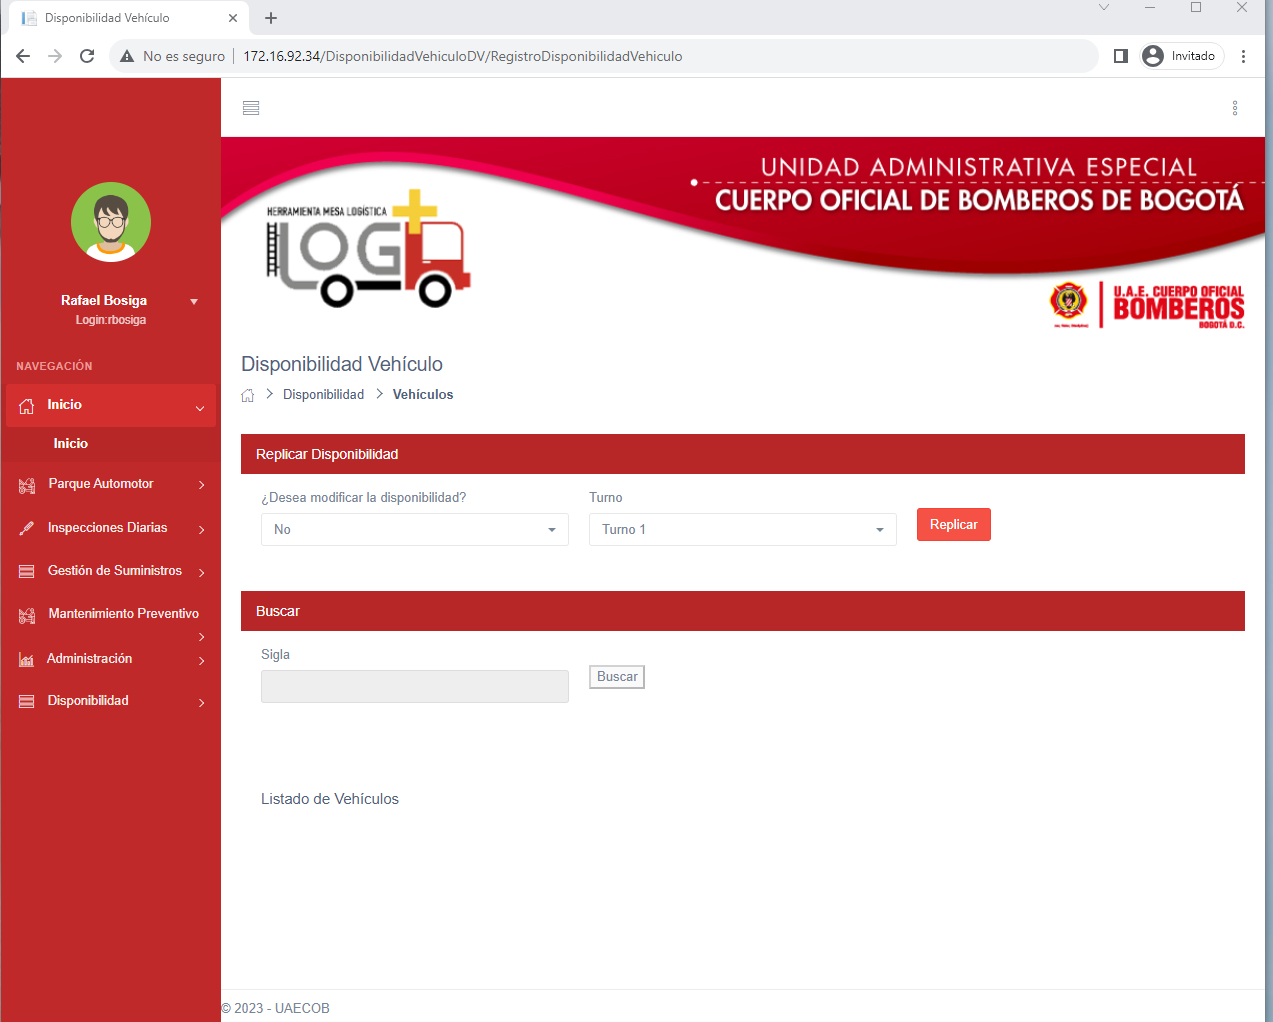 Disponibilidad Vehículo
No es seguro
172.16.92.34/DisponibilidadVehiculoDV/RegistroDisponibilidadVehiculo
Invitado
Rafael Bosiga
Login:rbosiga
NAVEGACIÓN
Inicio
Inicio
Parque Automotor
Inspecciones Diarias
Gestión de Suministros
Mantenimiento Preventivo
Administración
Disponibilidad
UNIDAD ADMINISTRATIVA ESPECIAL
CUERPO OFICIAL DE BOMBEROS DE BOGOTÁ
HERRAMIENTA MESA LOGÍSTICA
LOG
U.A.E. CUERPO OFICIAL
BOMBEROS
BOGOTÁ D.C.
Disponibilidad Vehículo
Disponibilidad > Vehículos
Replicar Disponibilidad
¿Desea modificar la disponibilidad?
No
Turno
Turno 1
Replicar
Buscar
Sigla
Buscar
Listado de Vehículos
© 2023 - UAECOB